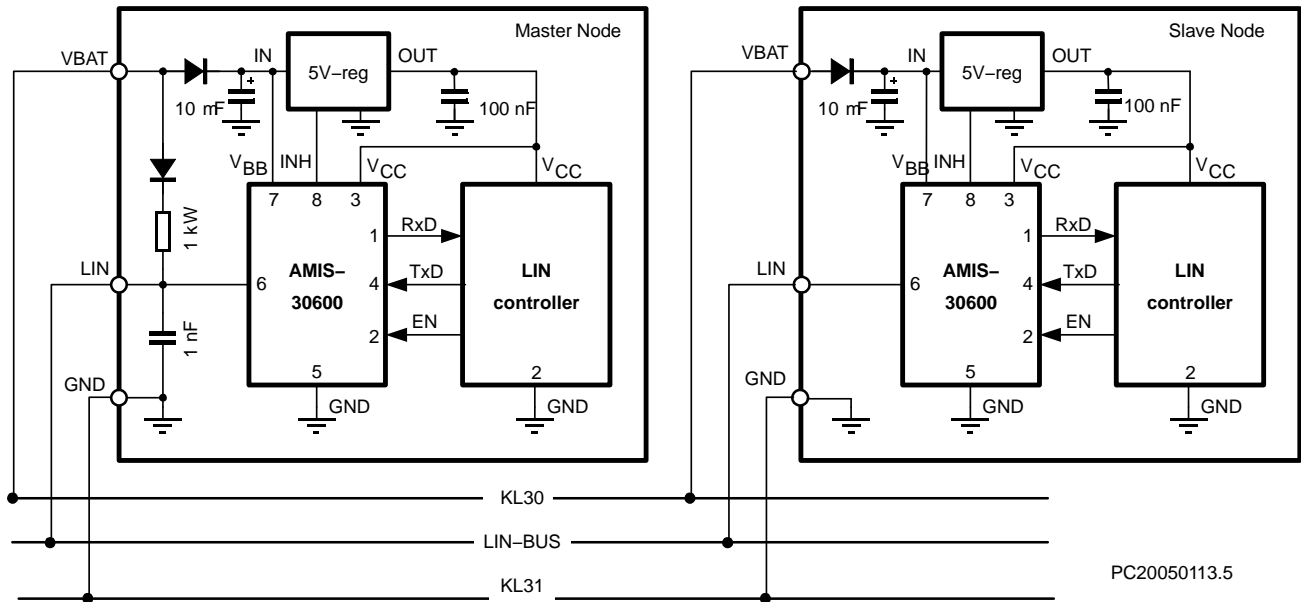 Master Node
VBAT
IN
5V−reg
OUT
10 mF
+
100 nF
VBB
INH
VCC
VCC
7
8
3
1 kW
1
RxD
LIN
6
AMIS−
30600
4
TxD
LIN
controller
EN
2
1 nF
GND
5
GND
2
GND
Slave Node
VBAT
IN
5V−reg
OUT
10 mF
+
100 nF
VBB
INH
VCC
VCC
7
8
3
1
RxD
LIN
6
AMIS−
30600
4
TxD
LIN
controller
EN
2
GND
5
GND
2
GND
KL30
LIN−BUS
KL31
PC20050113.5